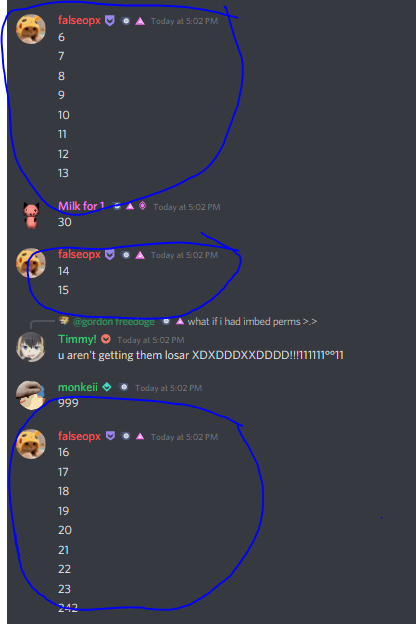 falseopx Today at 5:02 PM
6
7
8
9
10
11
12
13
Milk for 1 Today at 5:02 PM
30
falseopx Today at 5:02 PM
14
15
@gordon freedoge what if i had imbed perms >.>
Timmy! Today at 5:02 PM
u aren't getting them losar XDXDDDXXDDDD!!!111111°°11
monkeii Today at 5:02 PM
999
falseopx Today at 5:02 PM
16
17
18
19
20
21
22
23
242